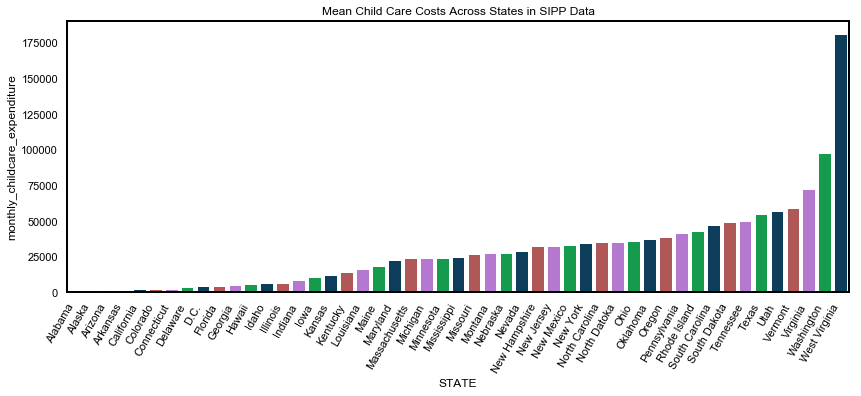 Mean Child Care Costs Across States in SIPP Data
monthly_childcare_expenditure
175000
150000
125000
100000
75000
50000
25000
0
Alabama
Alaska
Arizona
Arkansas
California
Colorado
Connecticut
Delaware
D.C.
Florida
Georgia
Hawaii
Idaho
Illinois
Indiana
Iowa
Kansas
Kentucky
Louisiana
Maine
Maryland
Massachusetts
Michigan
Minnesota
Mississippi
Missouri
Montana
Nebraska
Nevada
New Hampshire
New Jersey
New Mexico
New York
North Carolina
North Datkota
Ohio
Oklahoma
Oregon
Pennsylvania
Rhode Island
South Carolina
South Dakota
Tennessee
Texas
Utah
Vermont
Virginia
Washington
West Virginia
STATE